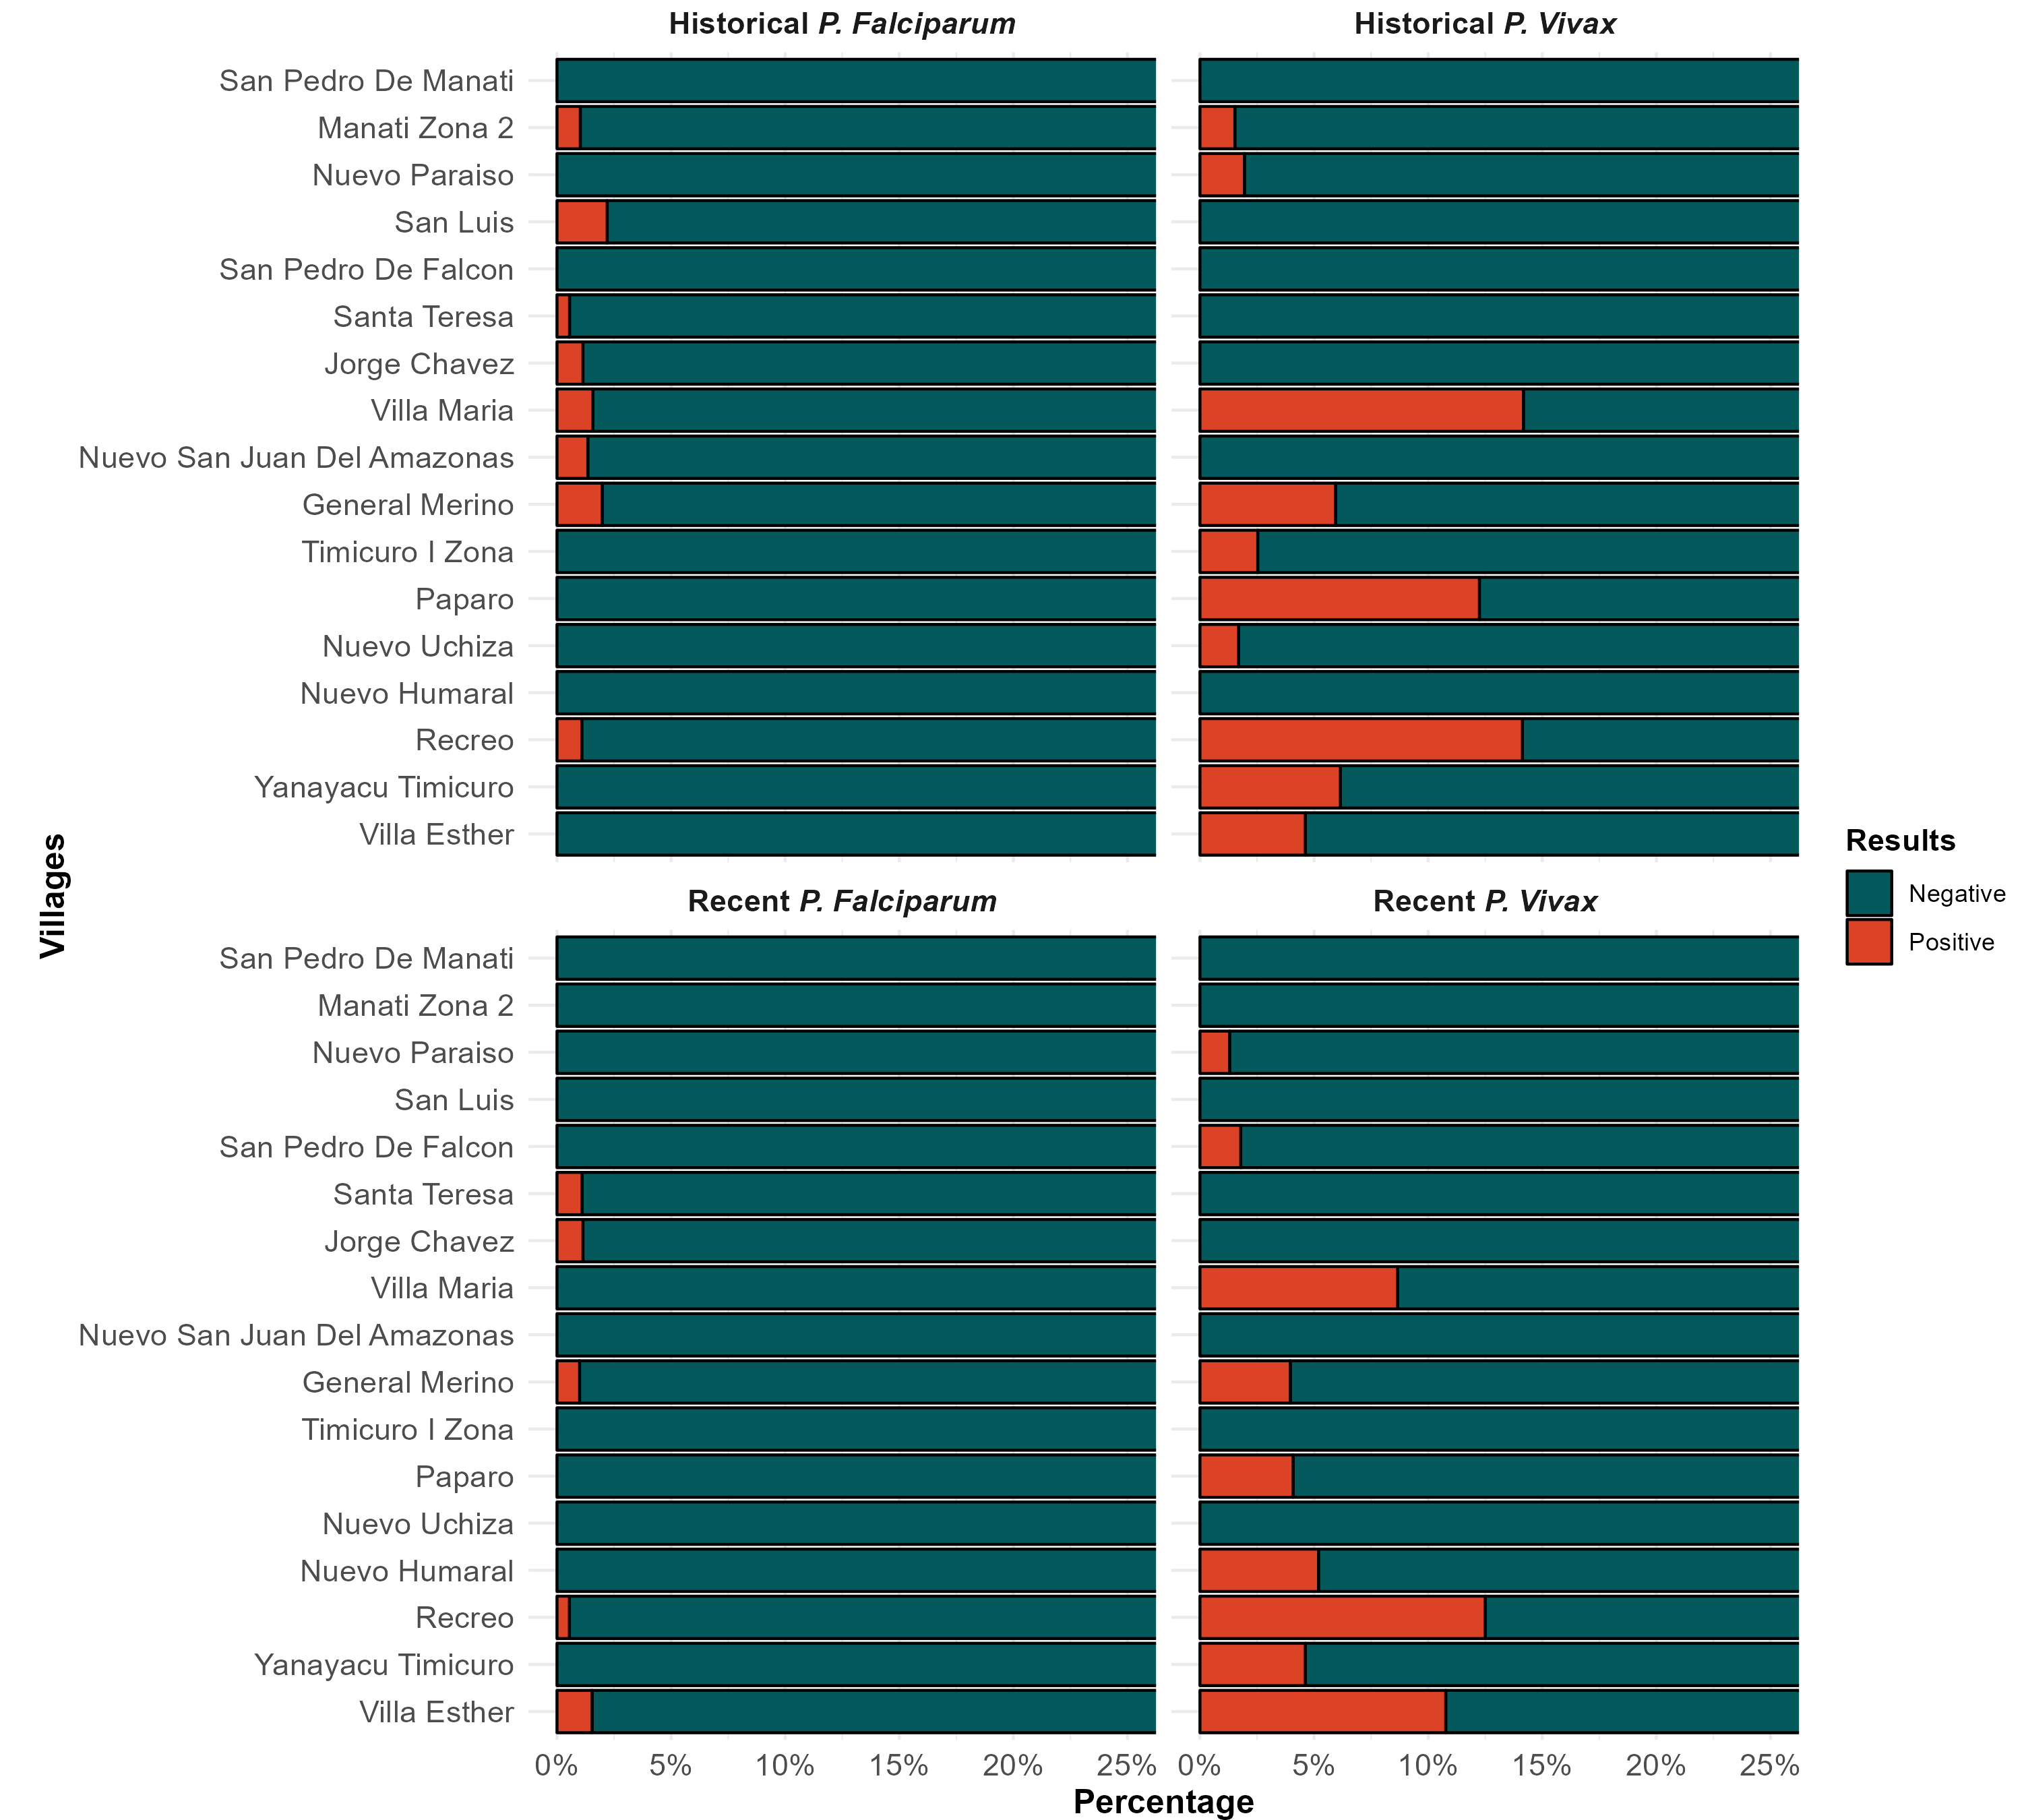 Historical P. Falciparum
Historical P. Vivax
San Pedro De Manati
Manati Zona 2
Nuevo Paraiso
San Luis
San Pedro De Falcon
Santa Teresa
Jorge Chavez
Villa Maria
Nuevo San Juan Del Amazonas
General Merino
Timicuro I Zona
Paparo
Nuevo Uchiza
Nuevo Humaral
Recreo
Yanayacu Timicuro
Villa Esther
Villages
Recent P. Falciparum
Recent P. Vivax
San Pedro De Manati
Manati Zona 2
Nuevo Paraiso
San Luis
San Pedro De Falcon
Santa Teresa
Jorge Chavez
Villa Maria
Nuevo San Juan Del Amazonas
General Merino
Timicuro I Zona
Paparo
Nuevo Uchiza
Nuevo Humaral
Recreo
Yanayacu Timicuro
Villa Esther
0% 5% 10% 15% 20% 25%
0% 5% 10% 15% 20% 25%
Percentage
Results
Negative
Positive